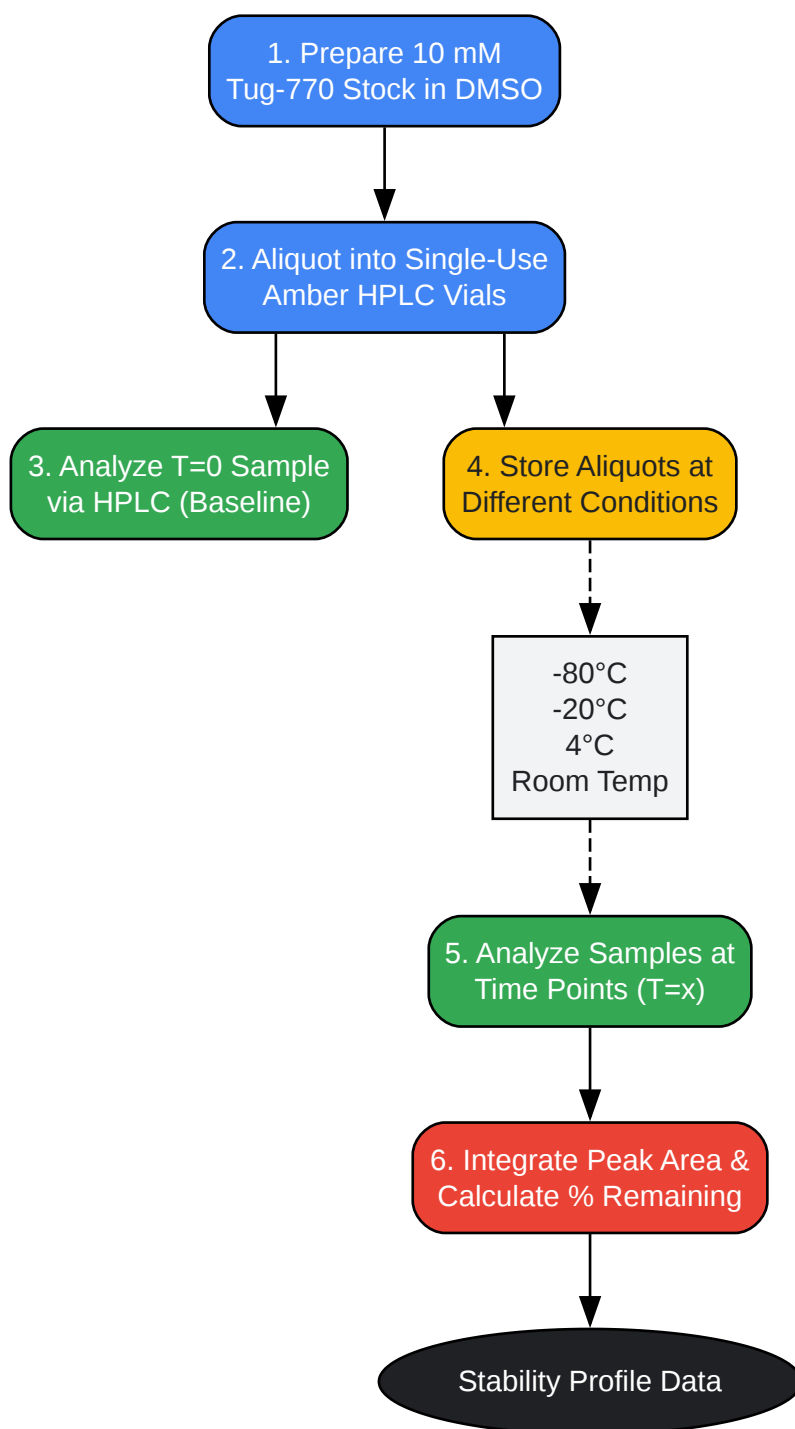 1. Prepare 10 mM
Tug-770 Stock in DMSO
2. Aliquot into Single-Use
Amber HPLC Vials
3. Analyze T=0 Sample
via HPLC (Baseline)
4. Store Aliquots at
Different Conditions
-80°C
-20°C
4°C
Room Temp
5. Analyze Samples at
Time Points (T=x)
6. Integrate Peak Area &
Calculate % Remaining
Stability Profile Data